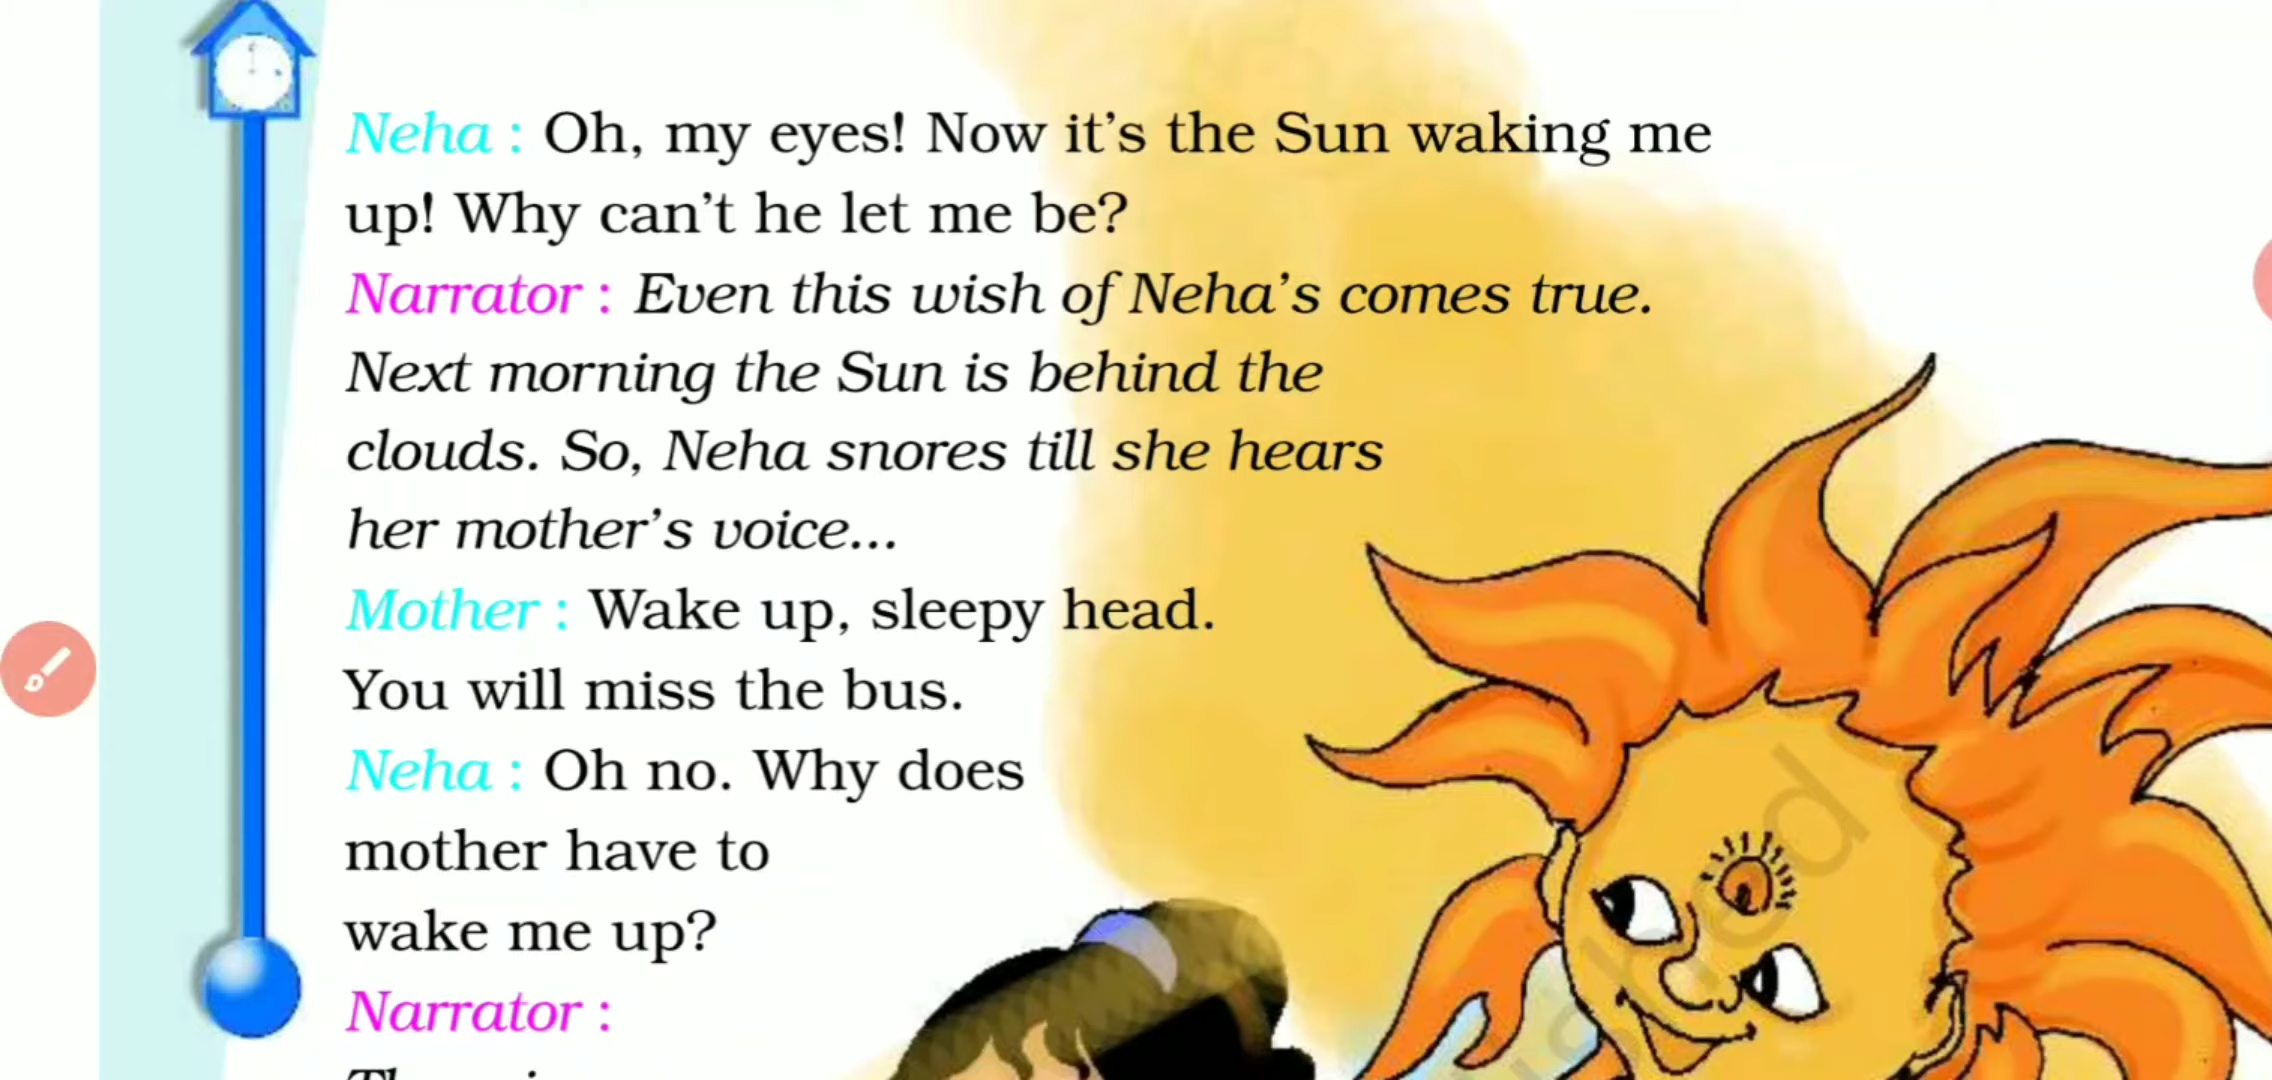 Neha : Oh, my eyes! Now it's the Sun waking me
up! Why can't he let me be?
Narrator : Even this wish of Neha's comes true.
Next morning the Sun is behind the
clouds. So, Neha snores till she hears
her mother's voice...
Mother : Wake up, sleepy head.
You will miss the bus.
Neha : Oh no. Why does
mother have to
wake me up?
Narrator :